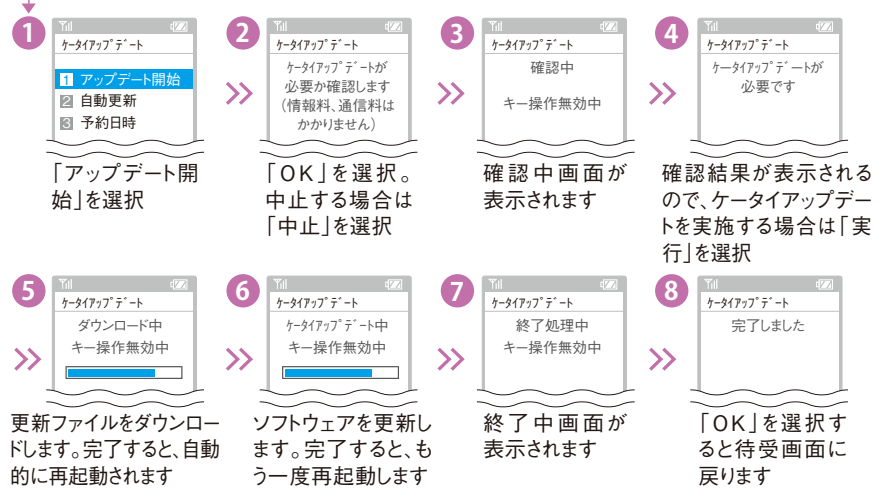 1
ケータイアップデート
1 アップデート開始
2 自動更新
3 予約日時
「アップデート開
始」を選択
2
ケータイアップデート
ケータイアップデートが
必要か確認します
(情報料、通信料は
かかりません)
「OK」を選択。
中止する場合は
「中止」を選択
3
ケータイアップデート
確認中
キー操作無効中
確認中画面が
表示されます
4
ケータイアップデート
ケータイアップデートが
必要です
確認結果が表示される
ので、ケータイアップデー
トを実施する場合は「実
行」を選択
5
ケータイアップデート
ダウンロード中
キー操作無効中
更新ファイルをダウンロー
ドします。完了すると、自動
的に再起動されます
6
ケータイアップデート
ケータイアップデート中
キー操作無効中
ソフトウェアを更新し
ます。完了すると、も
う一度再起動します
7
ケータイアップデート
終了処理中
キー操作無効中
終了中画面が
表示されます
8
ケータイアップデート
完了しました
「OK」を選択す
ると待受画面に
戻ります